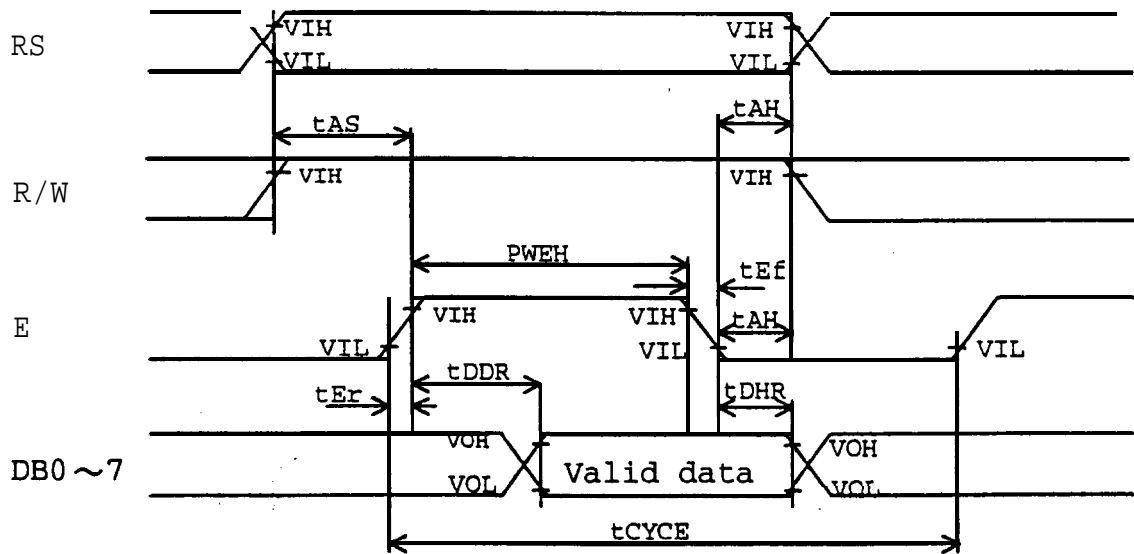 RS
VIH
VIL
VIH
VIL
tAS
tAH
R/W
VIH
VIH
PWEH
tEf
E
VIH
VIL
VIH
VIL
tAH
VIL
tEr
tDDR
tDHR
DB0～7
VOH
VOL
Valid data
VOH
VOL
tCYCE